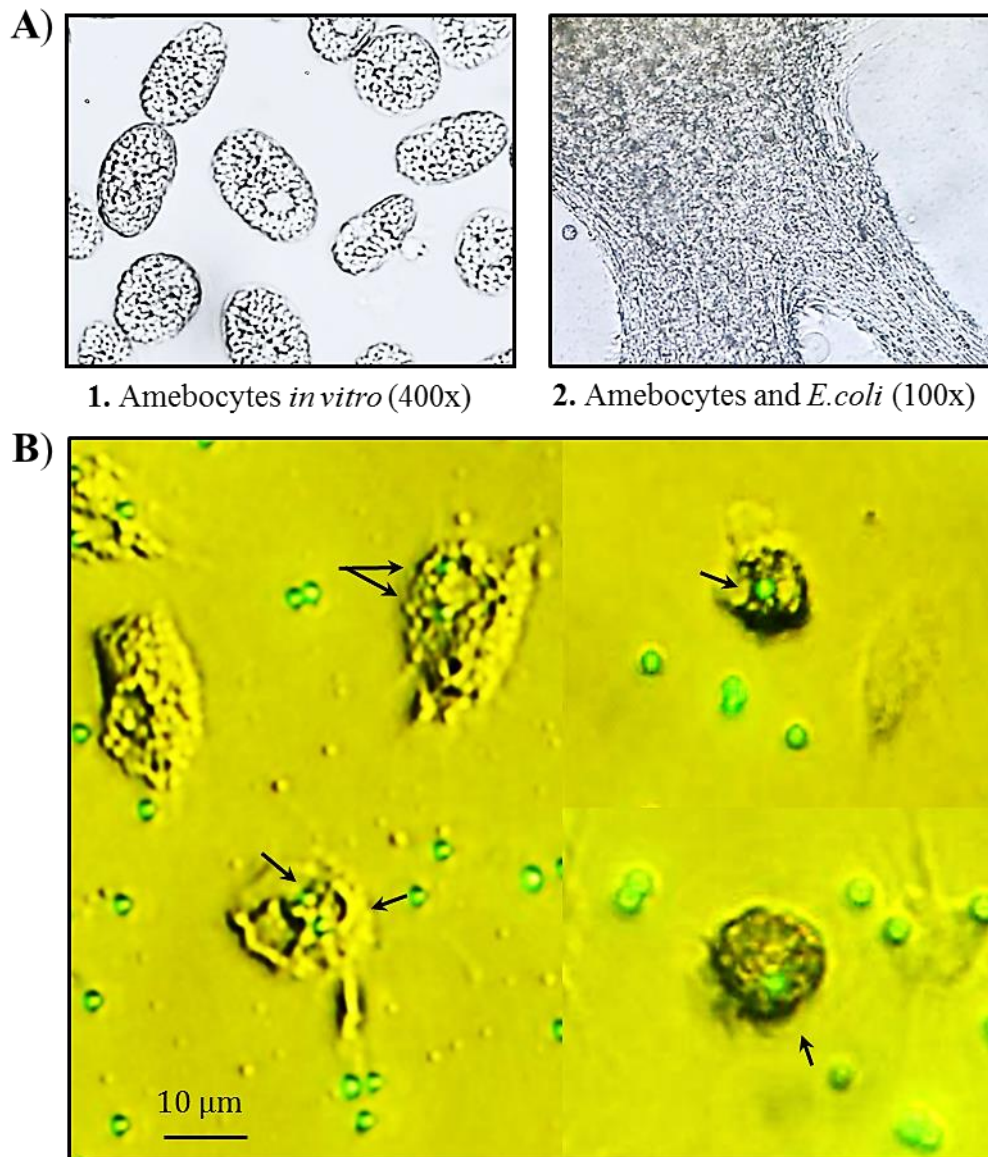 A)
1. Amebocytes in vitro (400x)
2. Amebocytes and E.coli (100x)
B)
10 μm